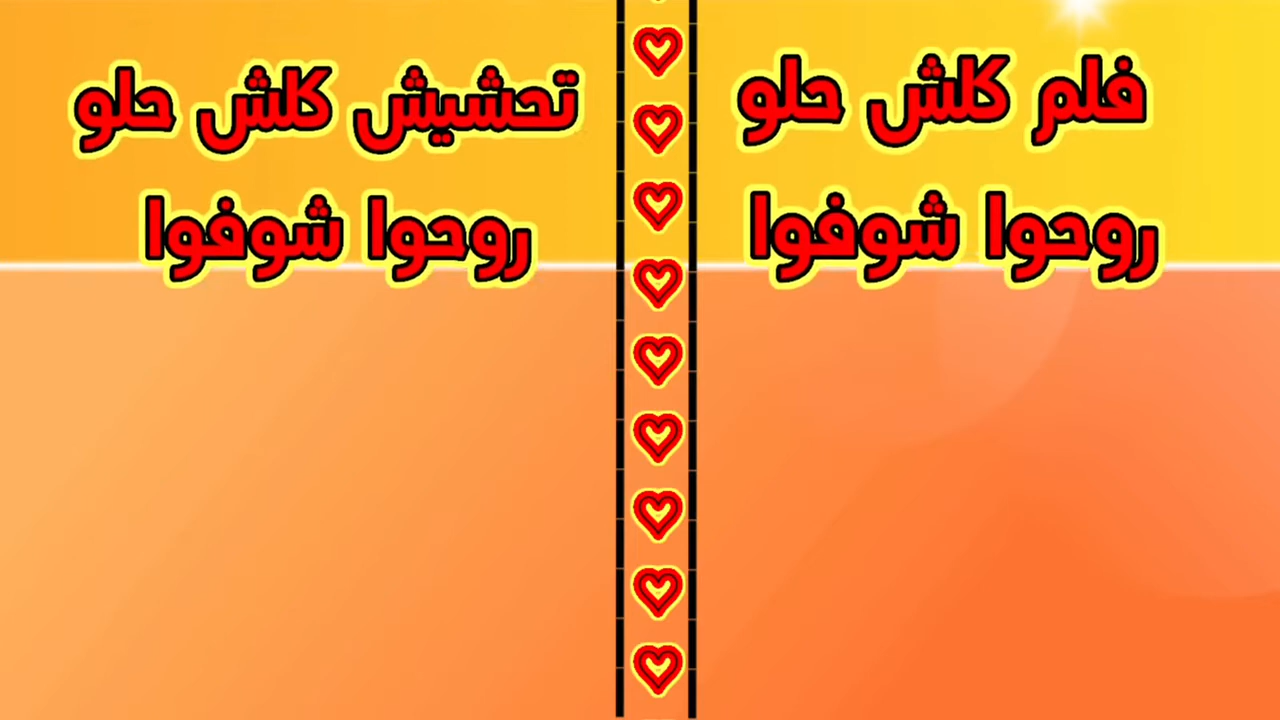 فلم كلش حلو
روحوا شوفوا
تحشيش كلش حلو
روحوا شوفوا